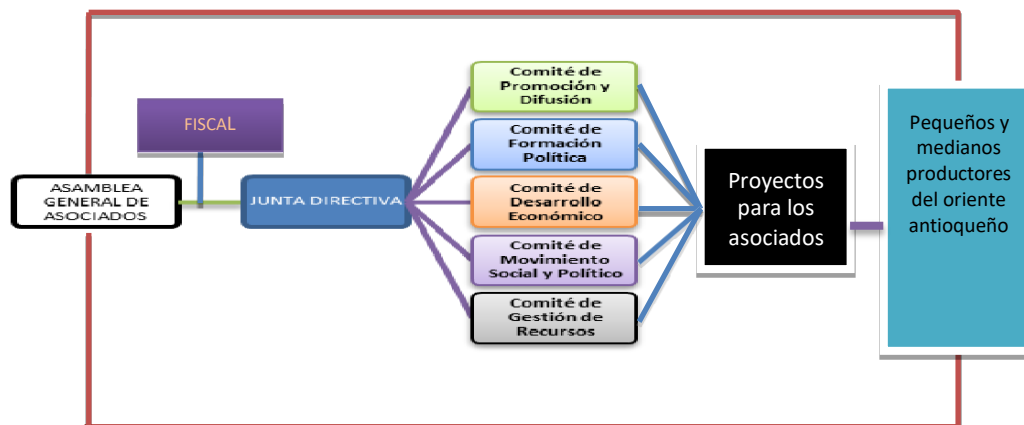 ASAMBLEA
GENERAL DE
ASOCIADOS
FISCAL
JUNTA DIRECTIVA
Comité de
Promoción y
Difusión
Comité de
Formación
Política
Comité de
Desarrollo
Económico
Comité de
Movimiento
Social y Político
Comité de
Gestión de
Recursos
Proyectos
para los
asociados
Pequeños y
medianos
productores
del oriente
antioqueño